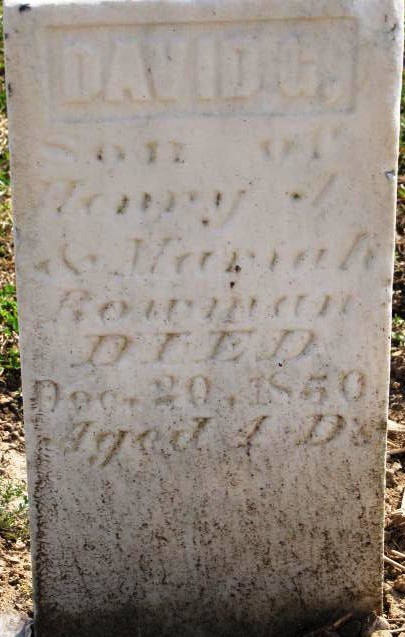 DAVID C.
Son of
Henry J
& Mariah
Bowman
DIED
Dec. 20, 1850
Aged 4 Ds